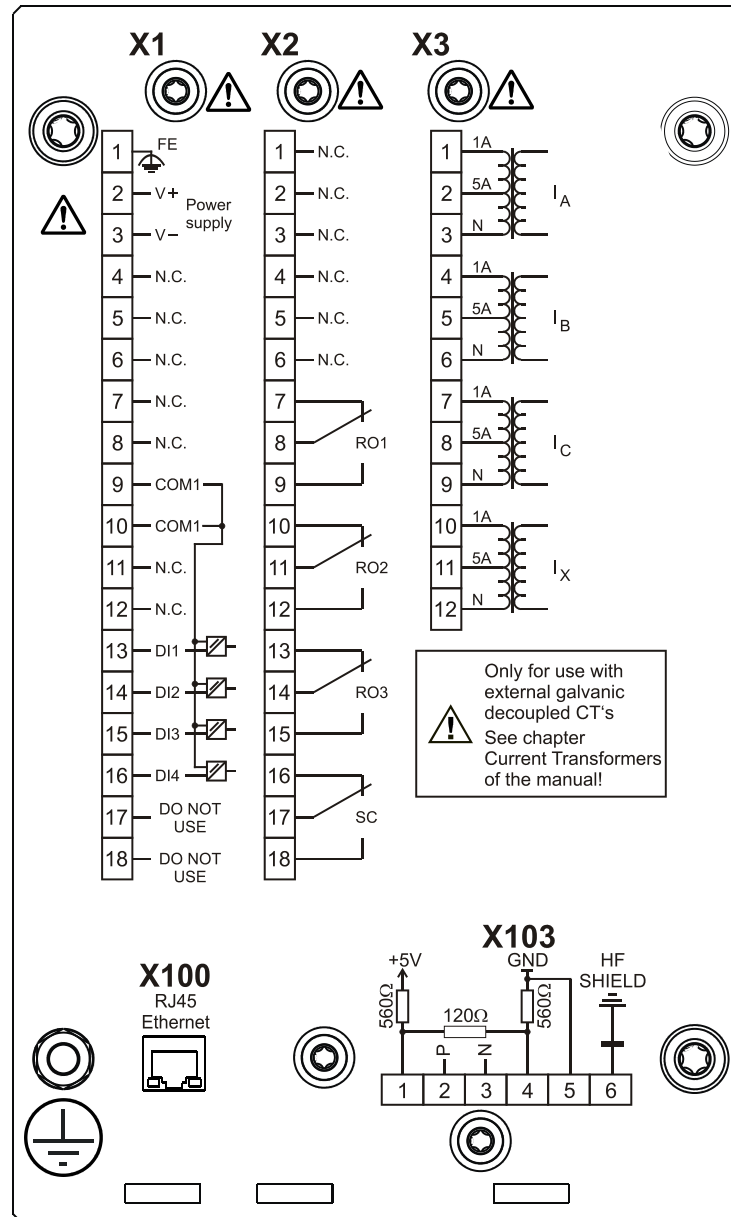 X1
X2
X3
1 FE
2 V+
Power
supply
3 V–
4 N.C.
5 N.C.
6 N.C.
7 N.C.
8 N.C.
9 COM1
10 COM1
11 N.C.
12 N.C.
13 DI1
14 DI2
15 DI3
16 DI4
17 DO NOT
USE
18 DO NOT
USE
1 N.C.
2 N.C.
3 N.C.
4 N.C.
5 N.C.
6 N.C.
7
8 RO1
9
10
11 RO2
12
13
14 RO3
15
16
17 SC
18
1 1A
2 5A IA
3 N
4 1A
5 5A IB
6 N
7 1A
8 5A IC
9 N
10 1A
11 5A IX
12 N
Only for use with
external galvanic
decoupled CT‘s
See chapter
Current Transformers
of the manual!
X100
RJ45
Ethernet
X103
+5V
GND
HF
SHIELD
560Ω
120Ω
560Ω
P
N
1 2 3 4 5 6